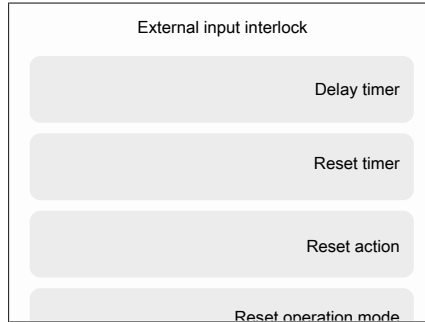 External input interlock
Delay timer
Reset timer
Reset action
Reset operation mode